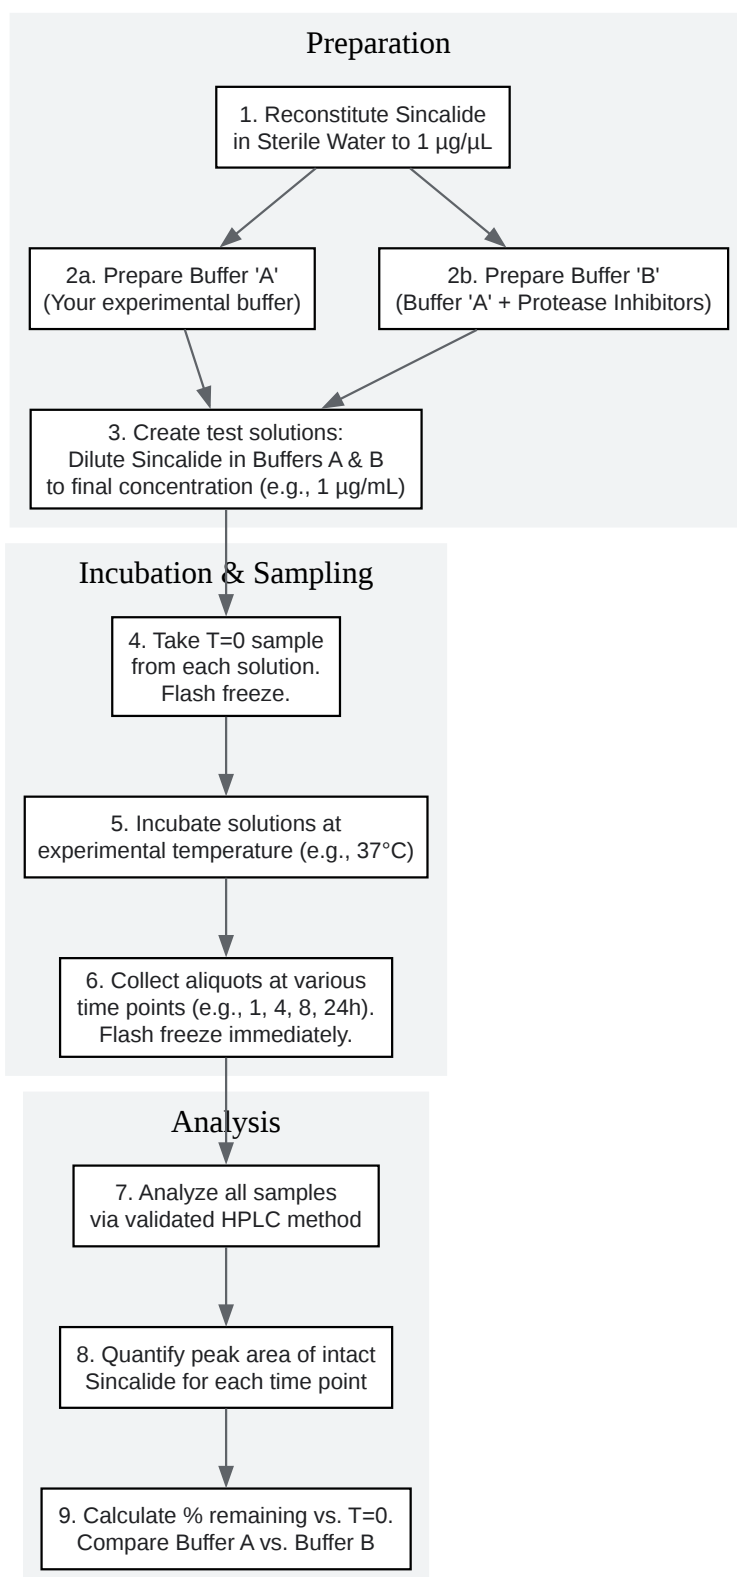 Preparation
1. Reconstitute Sincalide
in Sterile Water to 1 µg/µL
2a. Prepare Buffer 'A'
(Your experimental buffer)
2b. Prepare Buffer 'B'
(Buffer 'A' + Protease Inhibitors)
3. Create test solutions:
Dilute Sincalide in Buffers A & B
to final concentration (e.g., 1 µg/mL)
Incubation & Sampling
4. Take T=0 sample
from each solution.
Flash freeze.
5. Incubate solutions at
experimental temperature (e.g., 37°C)
6. Collect aliquots at various
time points (e.g., 1, 4, 8, 24h).
Flash freeze immediately.
Analysis
7. Analyze all samples
via validated HPLC method
8. Quantify peak area of intact
Sincalide for each time point
9. Calculate % remaining vs. T=0.
Compare Buffer A vs. Buffer B